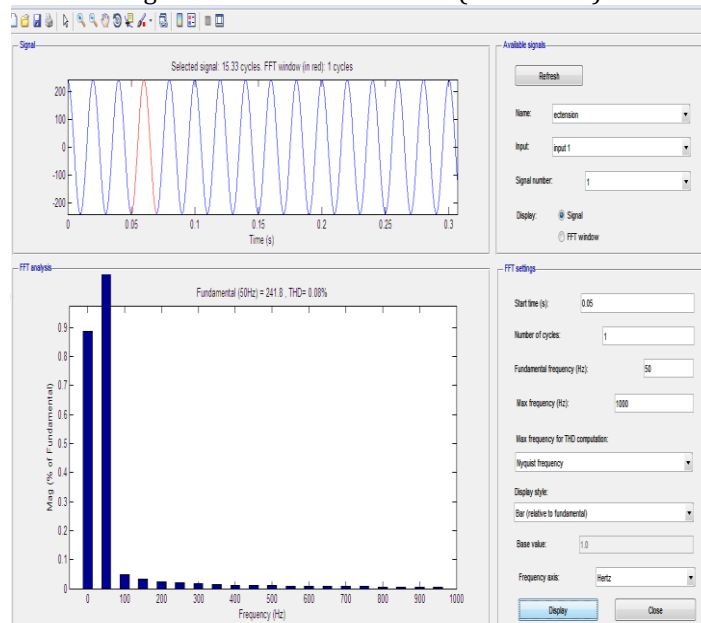 Signal
Selected signal: 15.33 cycles. FFT window (in red): 1 cycles
200
100
0
-100
-200
0 0.05 0.1 0.15 0.2 0.25 0.3
Time (s)
Available signals
Refresh
Name: ectension
Input: input 1
Signal number: 1
Display: Signal
FFT window
FFT analysis
Fundamental (50Hz) = 241.8 , THD= 0.08%
Mag (% of Fundamental)
0.9
0.8
0.7
0.6
0.5
0.4
0.3
0.2
0.1
0
0 100 200 300 400 500 600 700 800 900 1000
Frequency (Hz)
FFT settings
Start time (s): 0.05
Number of cycles: 1
Fundamental frequency (Hz): 50
Max frequency (Hz): 1000
Max frequency for THD computation:
Nyquist frequency
Display style:
Bar (relative to fundamental)
Base value: 1.0
Frequency axis: Hertz
Display Close